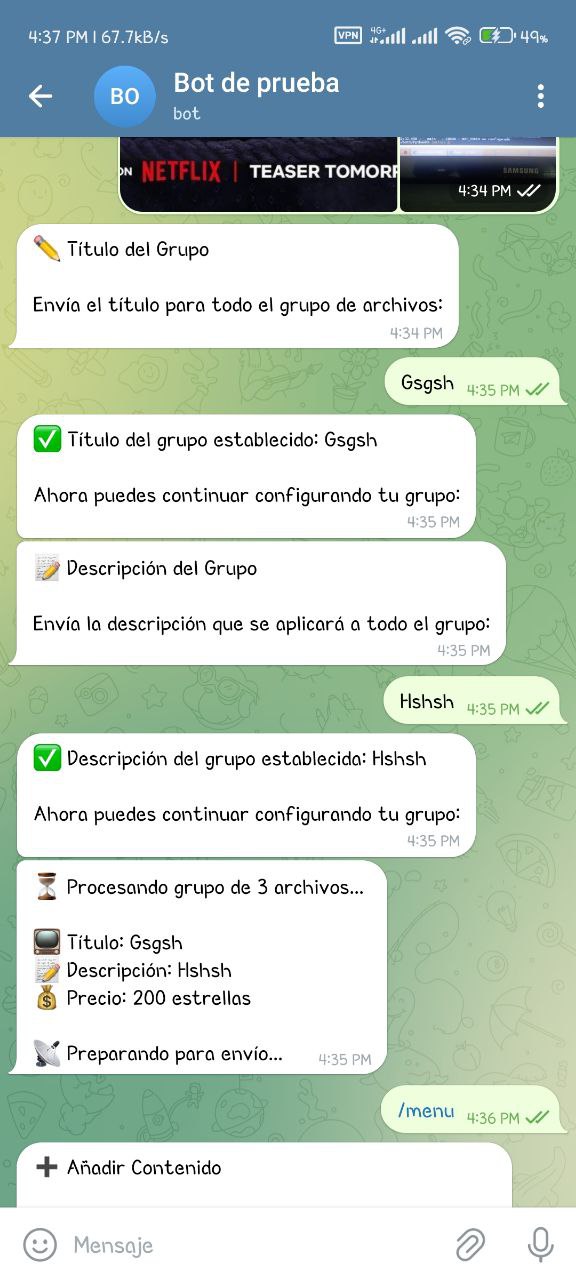 4:37 PM | 67.7kB/s
VPN 4G+ 49%
BO
Bot de prueba
bot
ON NETFLIX | TEASER TOMORR
SAMSUNG
4:34 PM
Título del Grupo
Envía el título para todo el grupo de archivos:
4:34 PM
Gsgsh 4:35 PM
Título del grupo establecido: Gsgsh
Ahora puedes continuar configurando tu grupo:
4:35 PM
Descripción del Grupo
Envía la descripción que se aplicará a todo el grupo:
4:35 PM
Hshsh 4:35 PM
Descripción del grupo establecida: Hshsh
Ahora puedes continuar configurando tu grupo:
4:35 PM
Procesando grupo de 3 archivos...
Título: Gsgsh
Descripción: Hshsh
Precio: 200 estrellas
Preparando para envío... 4:35 PM
/menu 4:36 PM
Añadir Contenido
Mensaje